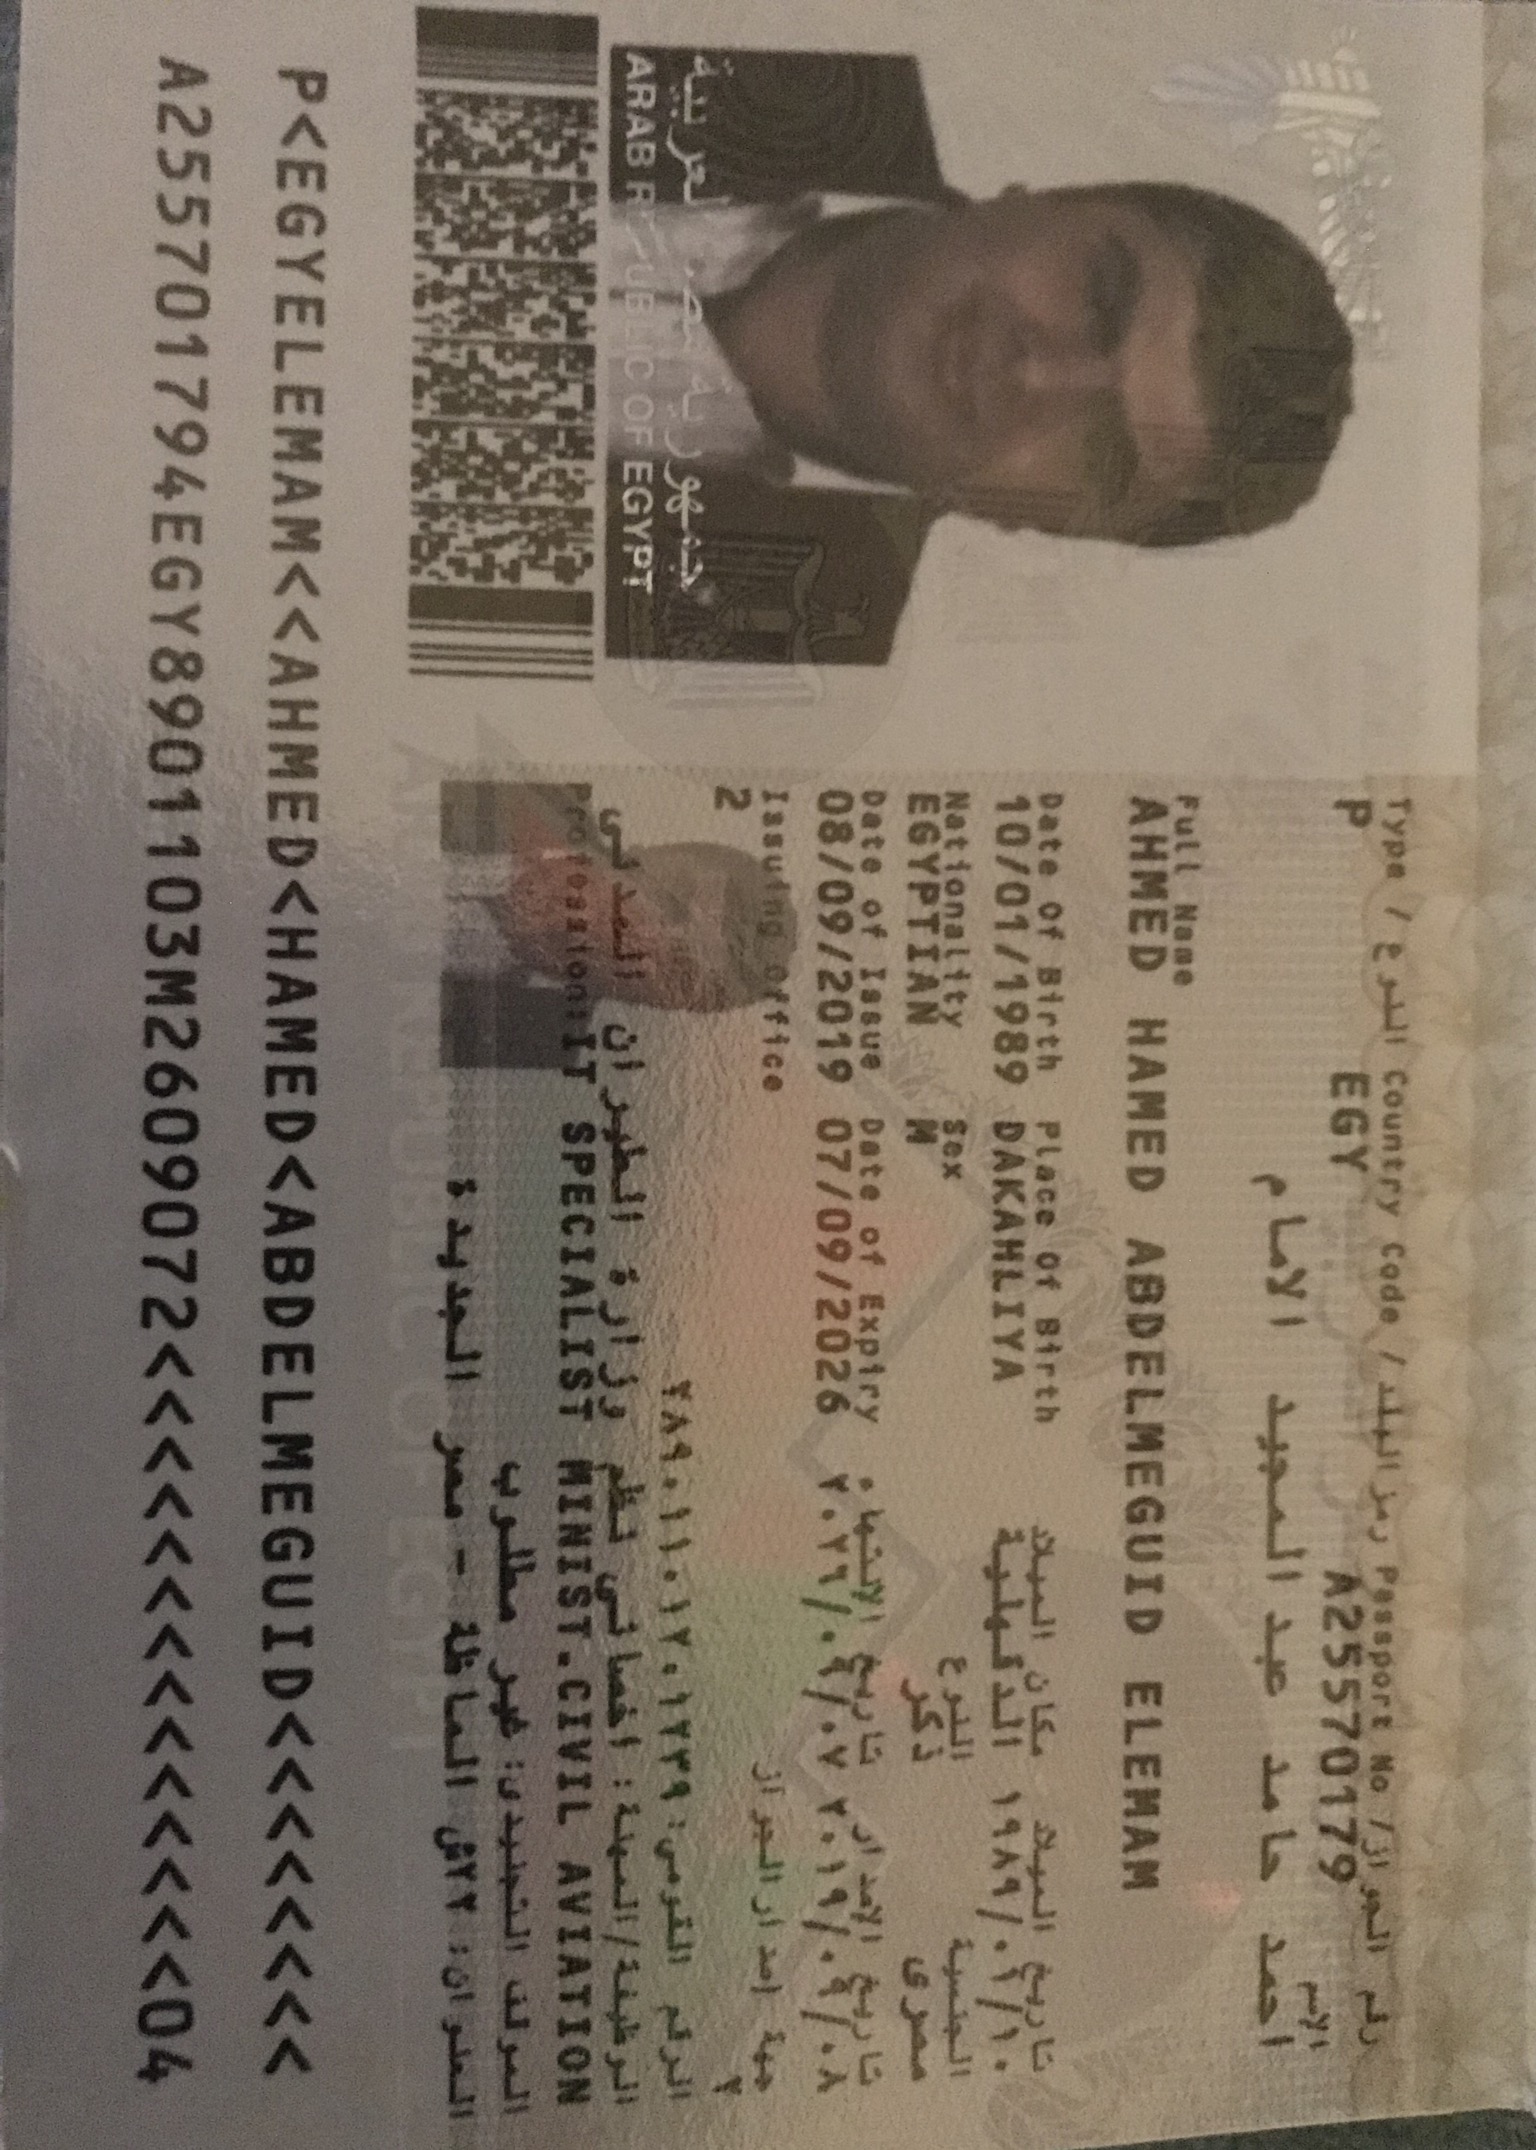 Type / النوع Country Code / رمز البلد Passport No / رقم الجواز
P EGY A25570179
الإسم
احمد حامد عبد المجيد الامام
Full Name
AHMED HAMED ABDELMEGUID ELEMAM
Date Of Birth Place Of Birth مكان الميلاد تاريخ الميلاد
10/01/1989 DAKAHLIYA الدقهلية ١٩٨٩/٠١/١٠
Nationality Sex النوع الجنسية
EGYPTIAN M ذكر مصرى
Date of Issue Date of Expiry تاريخ الإنتهاء تاريخ الإصدار
08/09/2019 07/09/2026 ٢٠٢٦/٠٩/٠٧ ٢٠١٩/٠٩/٠٨
Issuing Office جهة إصدار الجواز
2 ٢
الرقم القومي: ٢٨٩٠١١٠١٢٠١٢٣٩
الوظيفة/المهنة: اخصائي نظم وزارة الطيران المدني
Profession:IT SPECIALIST MINIST.CIVIL AVIATION
الموقف التجنيدى: غير مطلوب
العنوان: ٢٢ش الماظة - مصر الجديدة
جمهورية مصر العربية
ARAB REPUBLIC OF EGYPT
ARAB REPUBLIC OF EGYPT
P<EGYELEMAM<<AHMED<HAMED<ABDELMEGUID<<<<<<<<
A255701794EGY8901103M2609072<<<<<<<<<<<<<<04